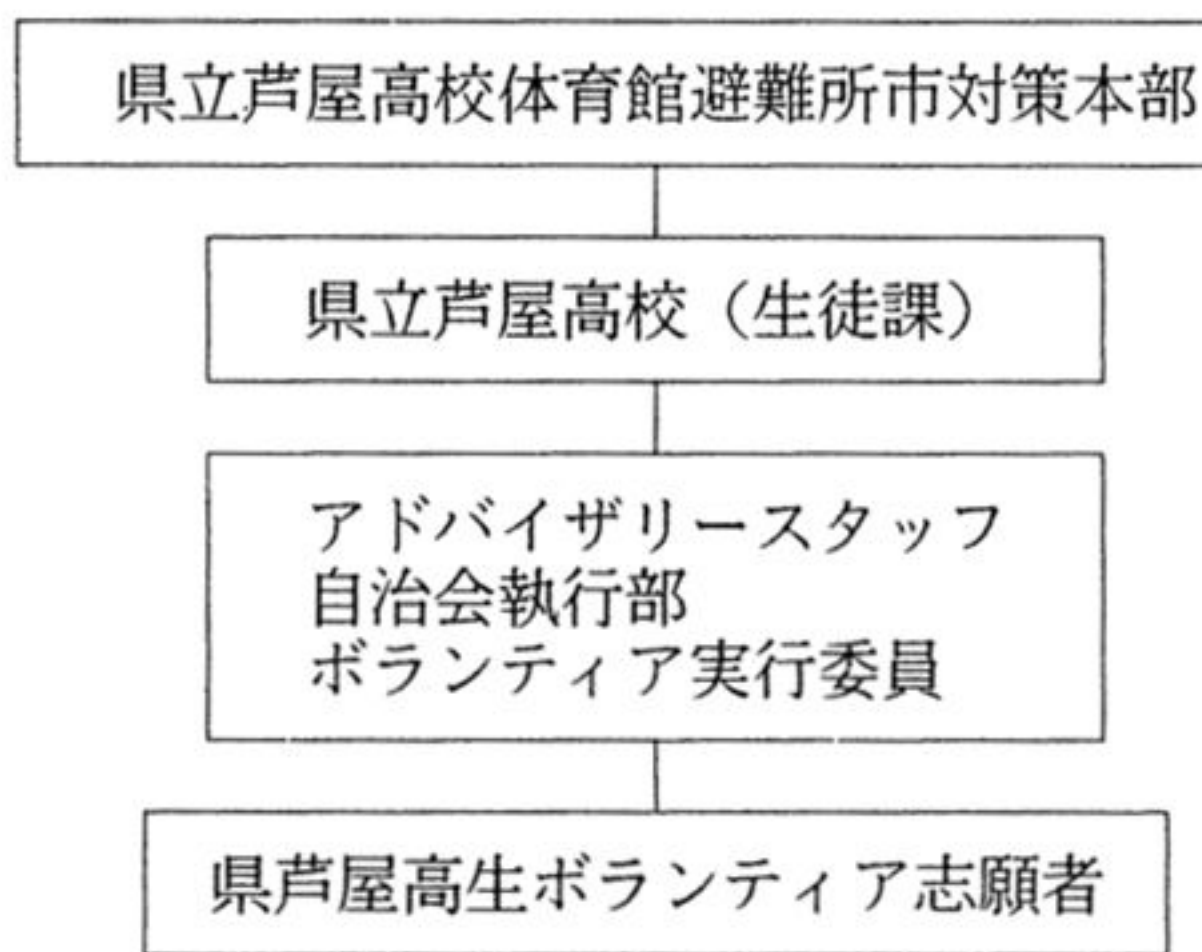 県立芦屋高校体育館避難所市対策本部
県立芦屋高校（生徒課）
アドバイザリースタッフ
自治会執行部
ボランティア実行委員
県芦屋高生ボランティア志願者